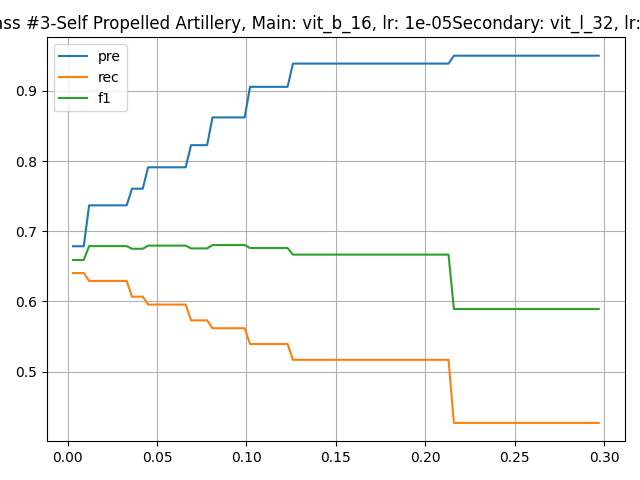 ass #3-Self Propelled Artillery, Main: vit_b_16, lr: 1e-05Secondary: vit_l_32, lr:
pre
rec
f1
0.9
0.8
0.7
0.6
0.5
0.00 0.05 0.10 0.15 0.20 0.25 0.30